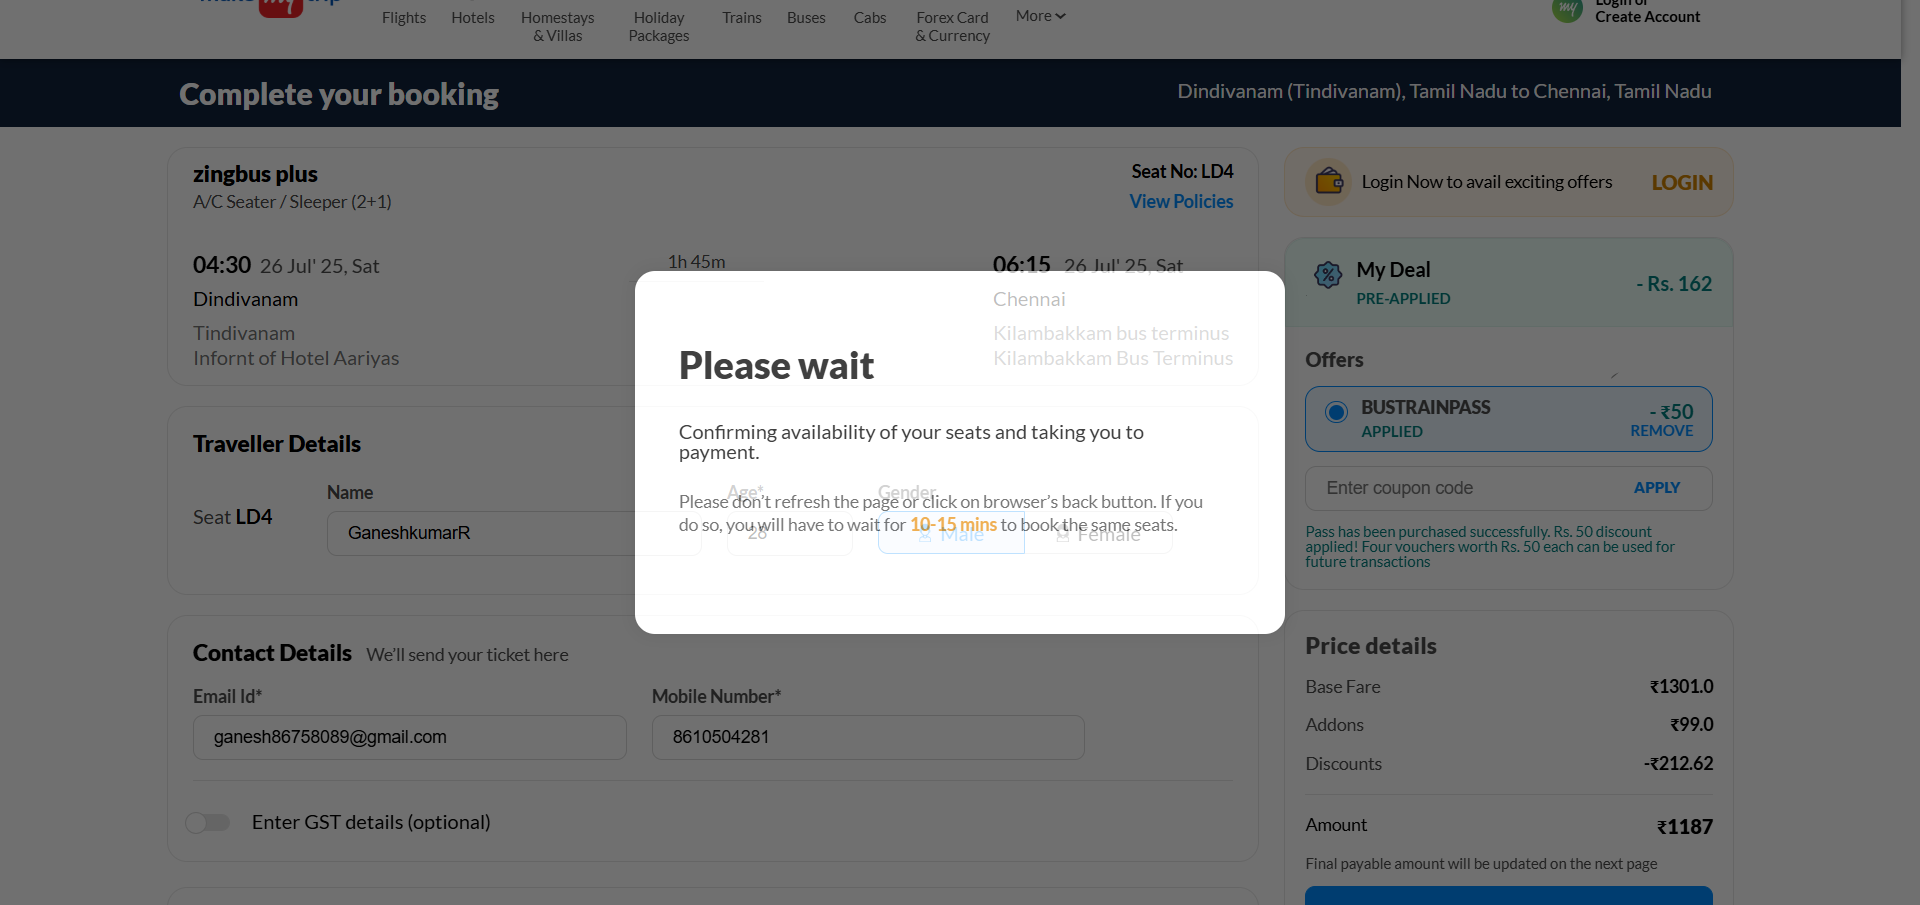 my
Flights
Hotels
Homestays
& Villas
Holiday
Packages
Trains
Buses
Cabs
Forex Card
& Currency
More
my
Login or
Create Account
Complete your booking
Dindivanam (Tindivanam), Tamil Nadu to Chennai, Tamil Nadu
zingbus plus
Seat No: LD4
A/C Seater / Sleeper (2+1)
View Policies
04:30 26 Jul' 25, Sat
1h 45m
06:15 26 Jul' 25, Sat
Dindivanam
Chennai
Tindivanam
Kilambakkam bus terminus
Infornt of Hotel Aariyas
Kilambakkam Bus Terminus
Please wait
Confirming availability of your seats and taking you to
payment.
Please don't refresh the page or click on browser's back button. If you
do so, you will have to wait for 10-15 mins to book the same seats.
Traveller Details
Name
Age*
Gender
Seat LD4
GaneshkumarR
28
Male
Female
Contact Details We'll send your ticket here
Email Id*
Mobile Number*
ganesh86758089@gmail.com
8610504281
Enter GST details (optional)
Login Now to avail exciting offers LOGIN
My Deal
PRE-APPLIED
- Rs. 162
Offers
BUSTRAINPASS
- ₹50
APPLIED
REMOVE
Enter coupon code
APPLY
Pass has been purchased successfully. Rs. 50 discount
applied! Four vouchers worth Rs. 50 each can be used for
future transactions
Price details
Base Fare ₹1301.0
Addons ₹99.0
Discounts -₹212.62
Amount ₹1187
Final payable amount will be updated on the next page